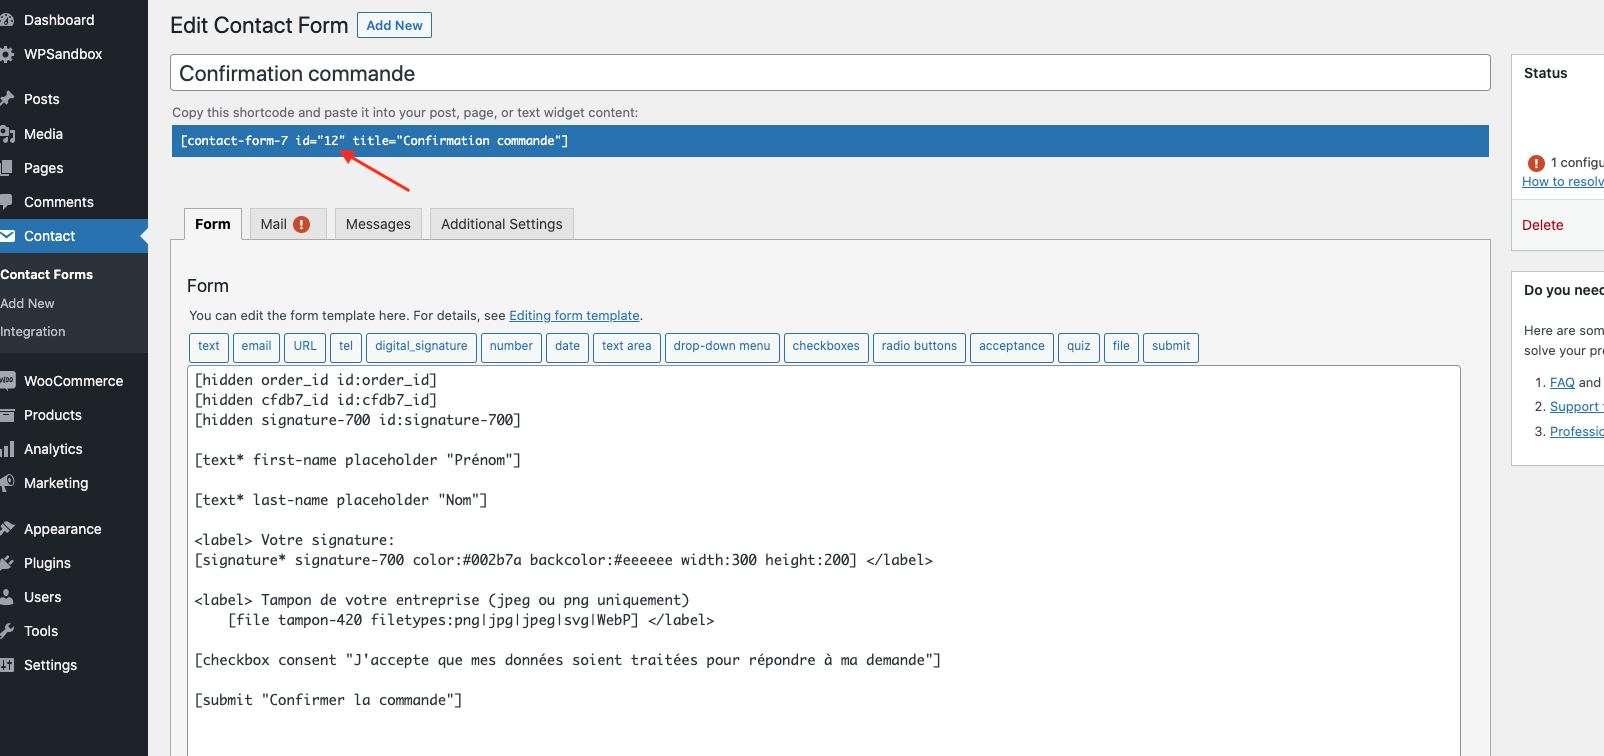 Dashboard
WPSandbox
Posts
Media
Pages
Comments
Contact
Contact Forms
Add New
Integration
WooCommerce
Products
Analytics
Marketing
Appearance
Plugins
Users
Tools
Settings
Edit Contact Form
Add New
Confirmation commande
Copy this shortcode and paste it into your post, page, or text widget content:
[contact-form-7 id="12" title="Confirmation commande"]
Form
Mail !
Messages
Additional Settings
Form
You can edit the form template here. For details, see Editing form template.
text
email
URL
tel
digital_signature
number
date
text area
drop-down menu
checkboxes
radio buttons
acceptance
quiz
file
submit
[hidden order_id id:order_id]
[hidden cfdb7_id id:cfdb7_id]
[hidden signature-700 id:signature-700]
[text* first-name placeholder "Prénom"]
[text* last-name placeholder "Nom"]
<label> Votre signature:
[signature* signature-700 color:#002b7a backcolor:#eeeeee width:300 height:200] </label>
<label> Tampon de votre entreprise (jpeg ou png uniquement)
[file tampon-420 filetypes:png|jpg|jpeg|svg|WebP] </label>
[checkbox consent "J'accepte que mes données soient traitées pour répondre à ma demande"]
[submit "Confirmer la commande"]
Status
! 1 configu
How to resolv
Delete
Do you need
Here are som
solve your pr
1. FAQ and
2. Support
3. Professio